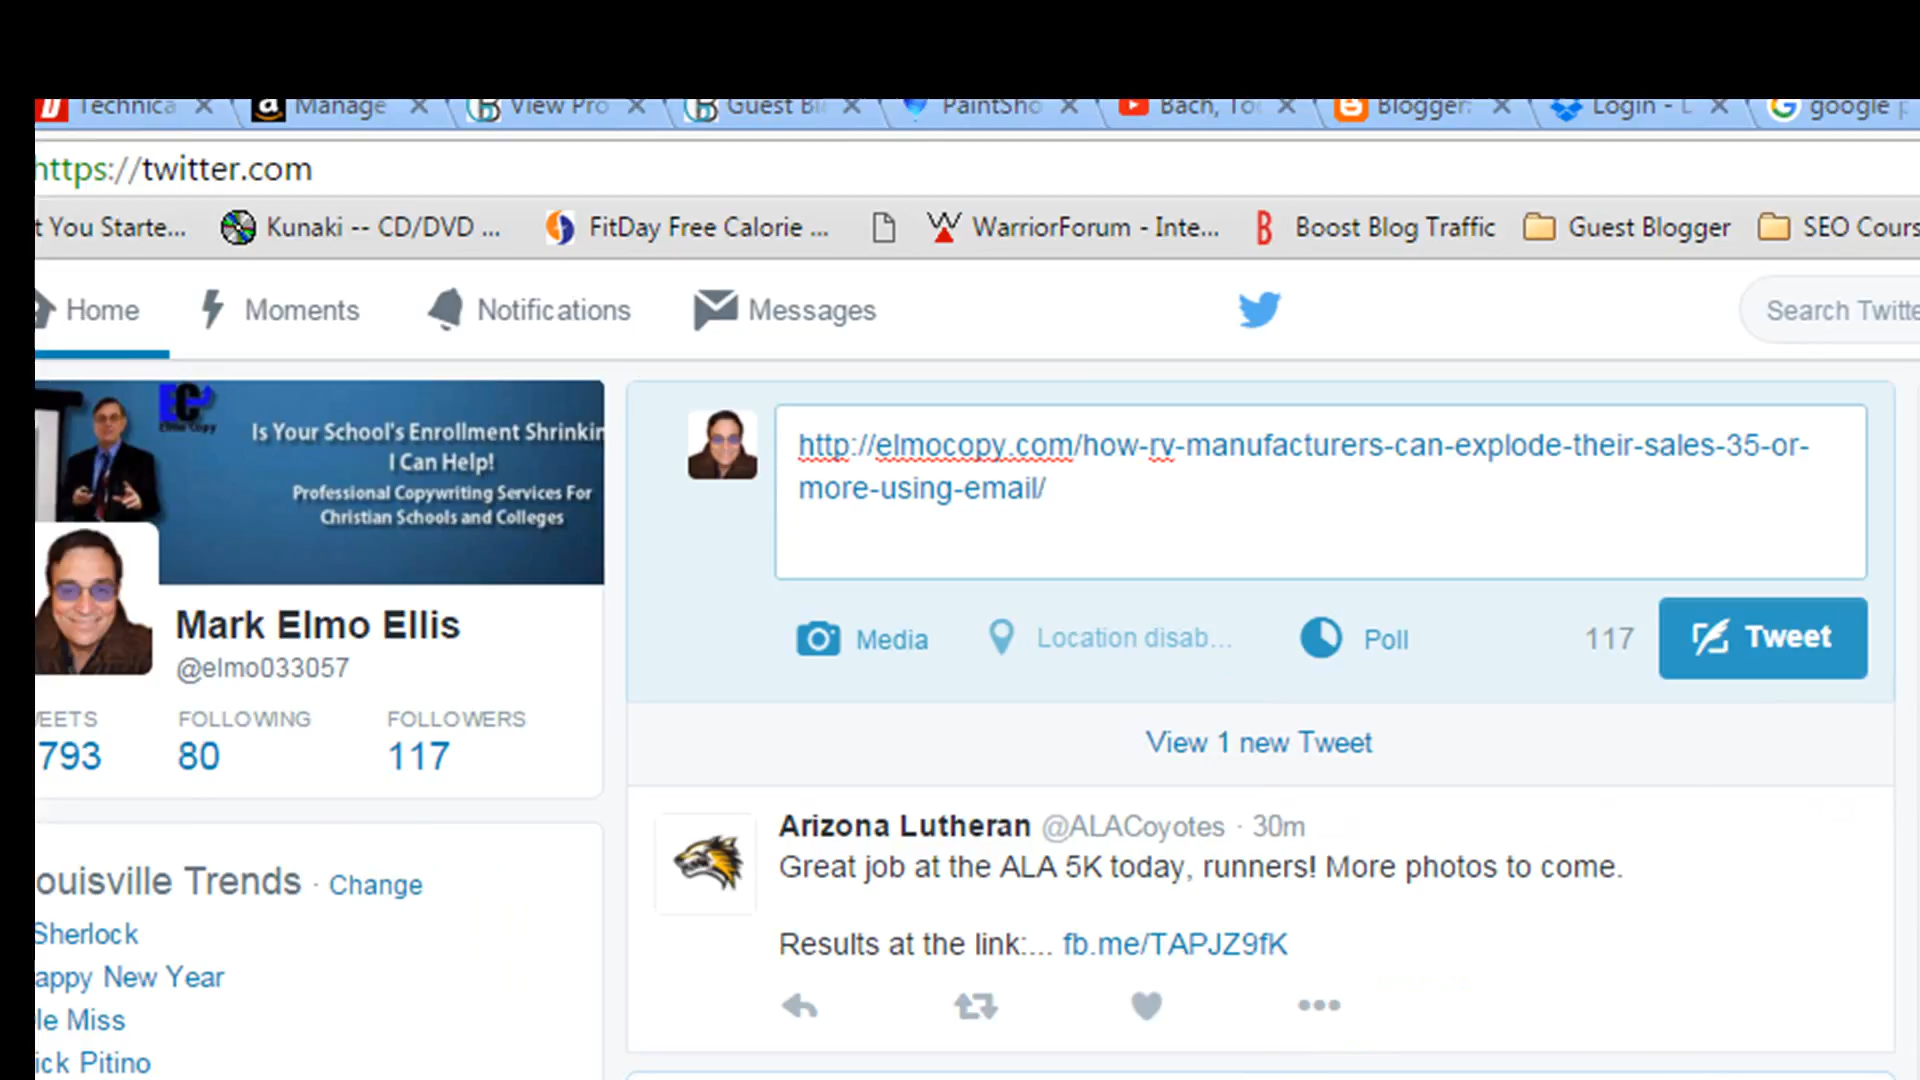 Technica
Manage
View Pro
Guest Bl
PaintSho
Bach, To
Blogger:
Login -
google p
https://twitter.com
t You Starte...
Kunaki -- CD/DVD ...
FitDay Free Calorie ...
WarriorForum - Inte...
Boost Blog Traffic
Guest Blogger
SEO Cours
Home
Moments
Notifications
Messages
Search Twitte
Elmo Copy
Is Your School's Enrollment Shrinkin
I Can Help!
Professional Copywriting Services For
Christian Schools and Colleges
Mark Elmo Ellis
@elmo033057
EETS
FOLLOWING
FOLLOWERS
793
80
117
http://elmocopy.com/how-rv-manufacturers-can-explode-their-sales-35-or-
more-using-email/
Media
Location disab...
Poll
117
Tweet
View 1 new Tweet
Arizona Lutheran @ALACoyotes · 30m
Great job at the ALA 5K today, runners! More photos to come.
Results at the link:... fb.me/TAPJZ9fK
ouisville Trends · Change
Sherlock
appy New Year
le Miss
ick Pitino